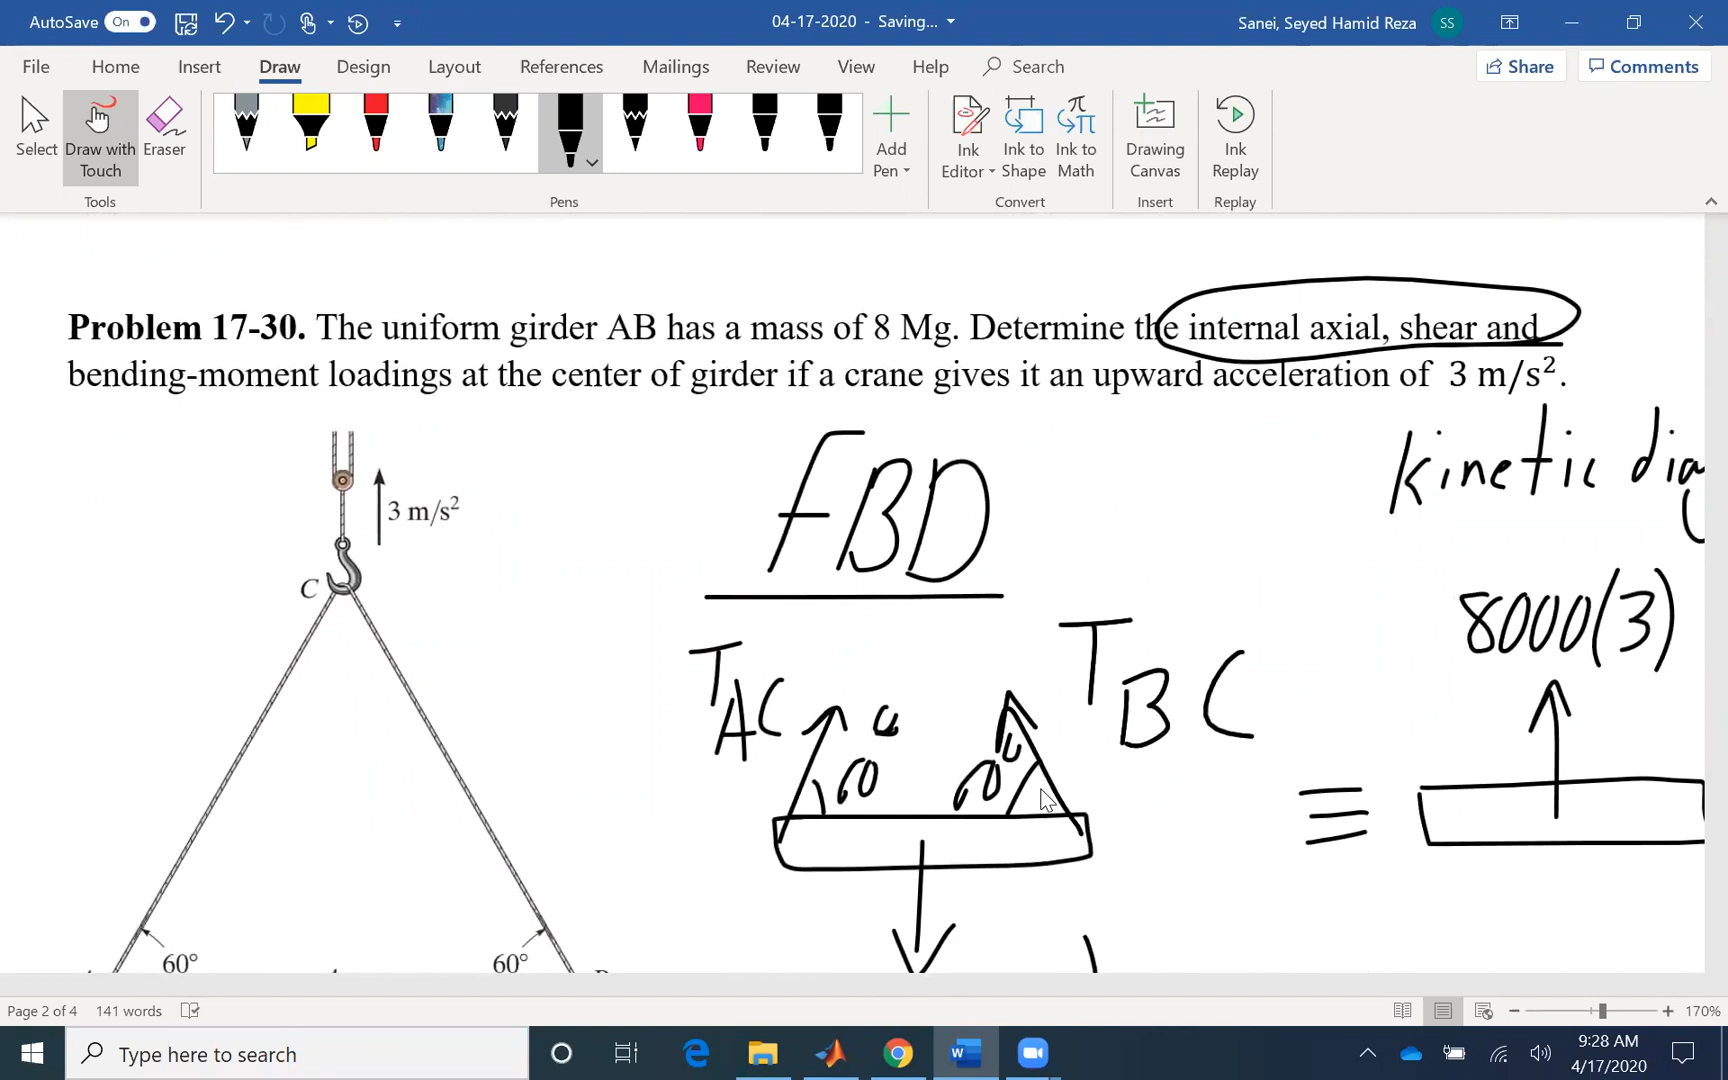 AutoSave On
04-17-2020 - Saving...
Sanei, Seyed Hamid Reza SS
File Home Insert Draw Design Layout References Mailings Review View Help Search Share Comments
Select
Draw with Touch
Eraser
Add Pen
Ink Editor
Ink to Shape
Ink to Math
Drawing Canvas
Ink Replay
Tools Pens Convert Insert Replay
Problem 17-30. The uniform girder AB has a mass of 8 Mg. Determine the internal axial, shear and
bending-moment loadings at the center of girder if a crane gives it an upward acceleration of 3 m/s².
3 m/s²
C
60°
60°
FBD
T AC
T BC
60
60
kinetic dia
8000(3)
≡
Page 2 of 4 141 words
170%
Type here to search
9:28 AM
4/17/2020